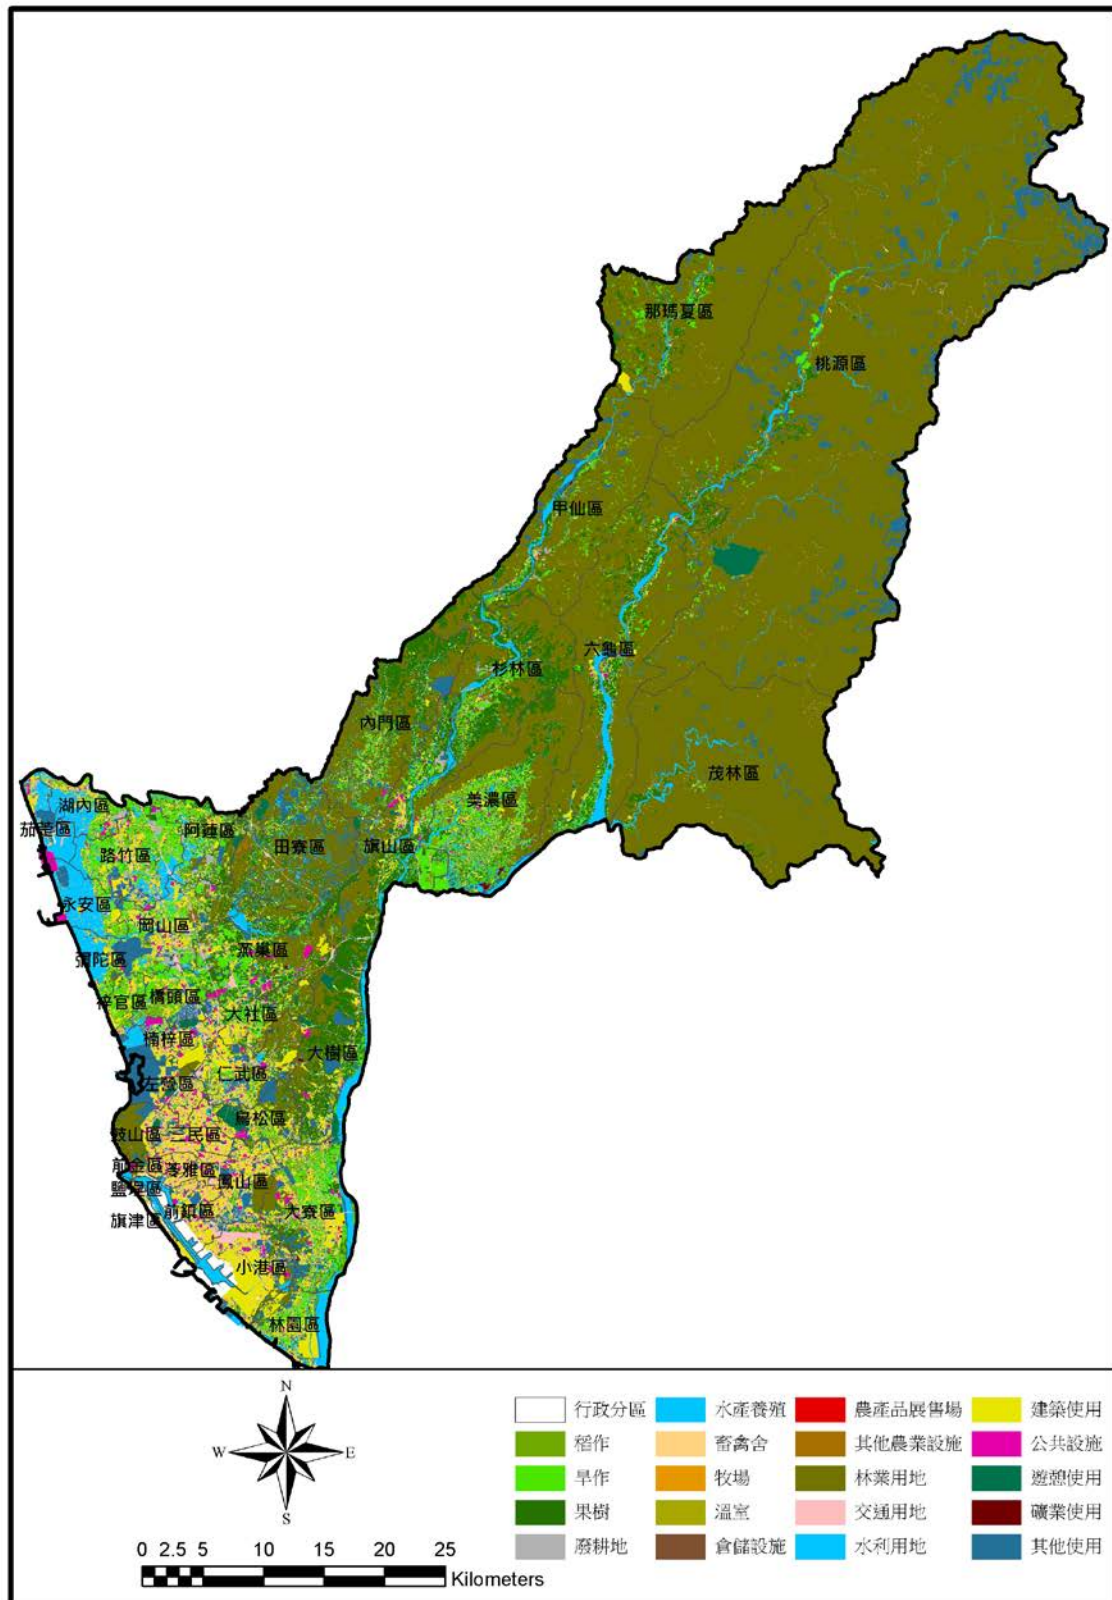 那瑪夏區
桃源區
甲仙區
六龜區
杉林區
內門區
茂林區
美濃區
湖內區
茄萣區
阿蓮區
路竹區
田寮區
旗山區
永安區
岡山區
燕巢區
彌陀區
梓官區
橋頭區
大社區
楠梓區
大樹區
仁武區
左營區
鳥松區
鼓山區
三民區
前金區
苓雅區
鹽埕區
鳳山區
旗津區
前鎮區
大寮區
小港區
林園區
N
W E
S
0 2.5 5 10 15 20 25
Kilometers
行政分區 水產養殖 農產品展售場 建築使用
稻作 畜禽舍 其他農業設施 公共設施
旱作 牧場 林業用地 遊憩使用
果樹 溫室 交通用地 礦業使用
廢耕地 倉儲設施 水利用地 其他使用